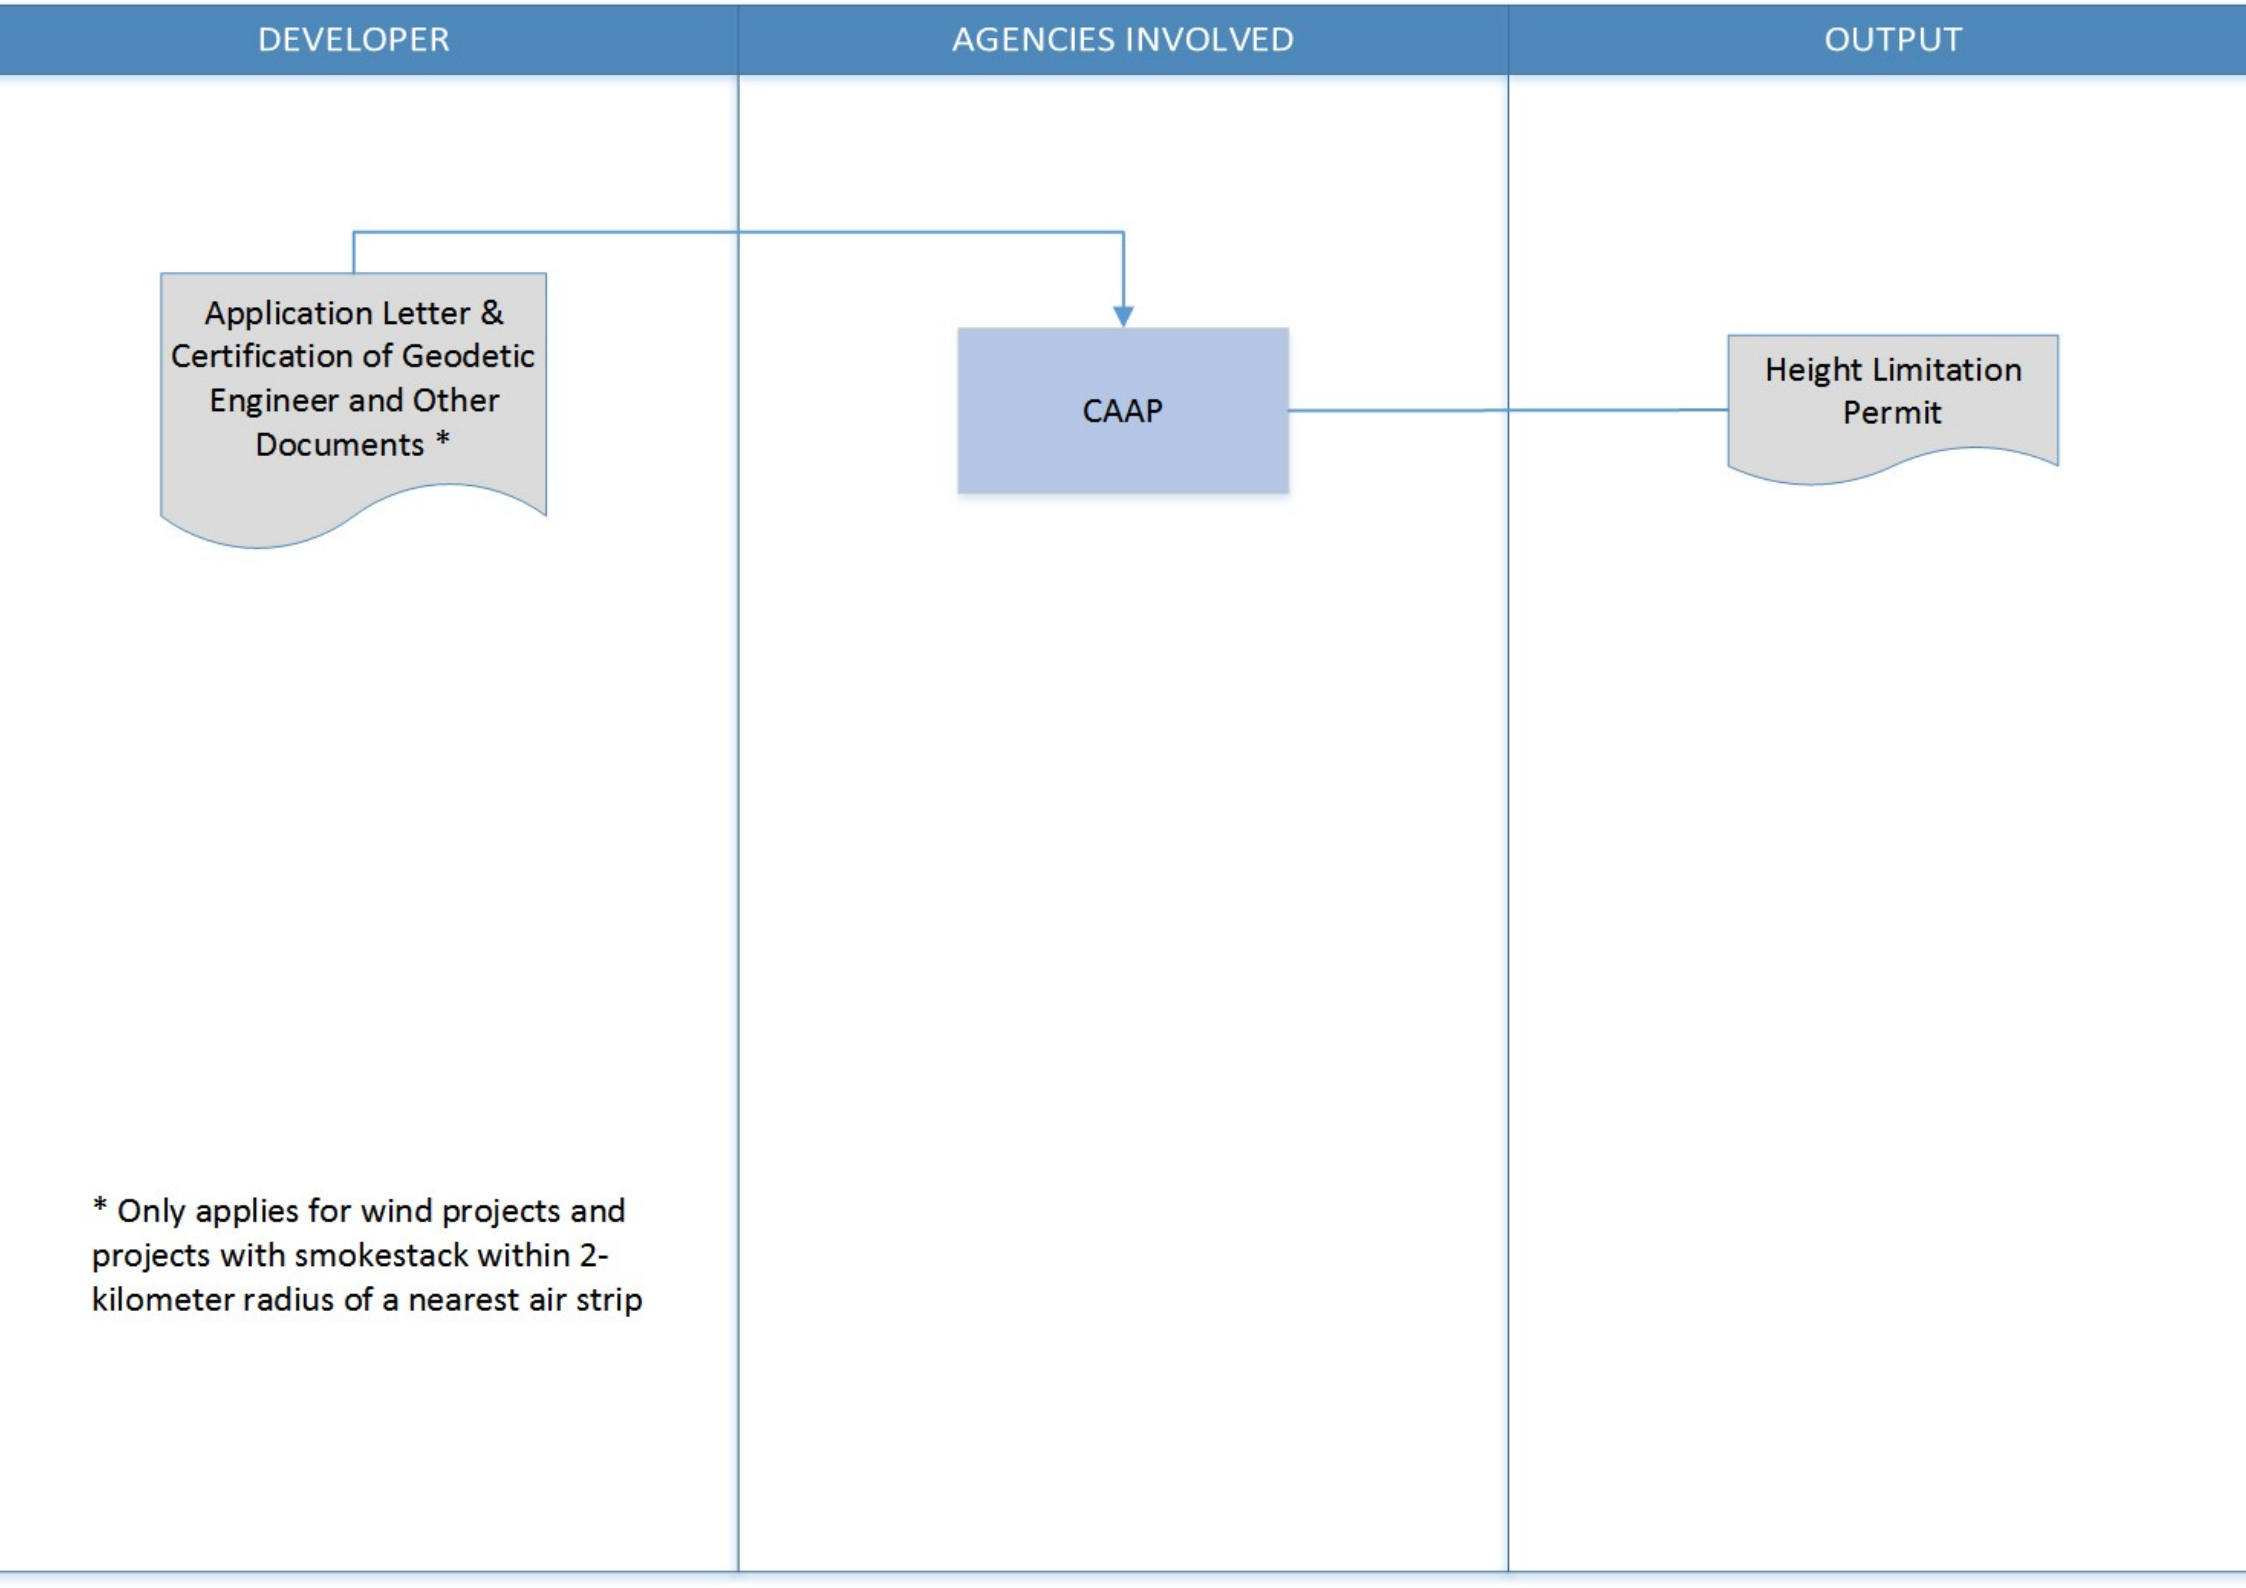 DEVELOPER
AGENCIES INVOLVED
OUTPUT
Application Letter &
Certification of Geodetic
Engineer and Other
Documents *
CAAP
Height Limitation
Permit
* Only applies for wind projects and
projects with smokestack within 2-
kilometer radius of a nearest air strip